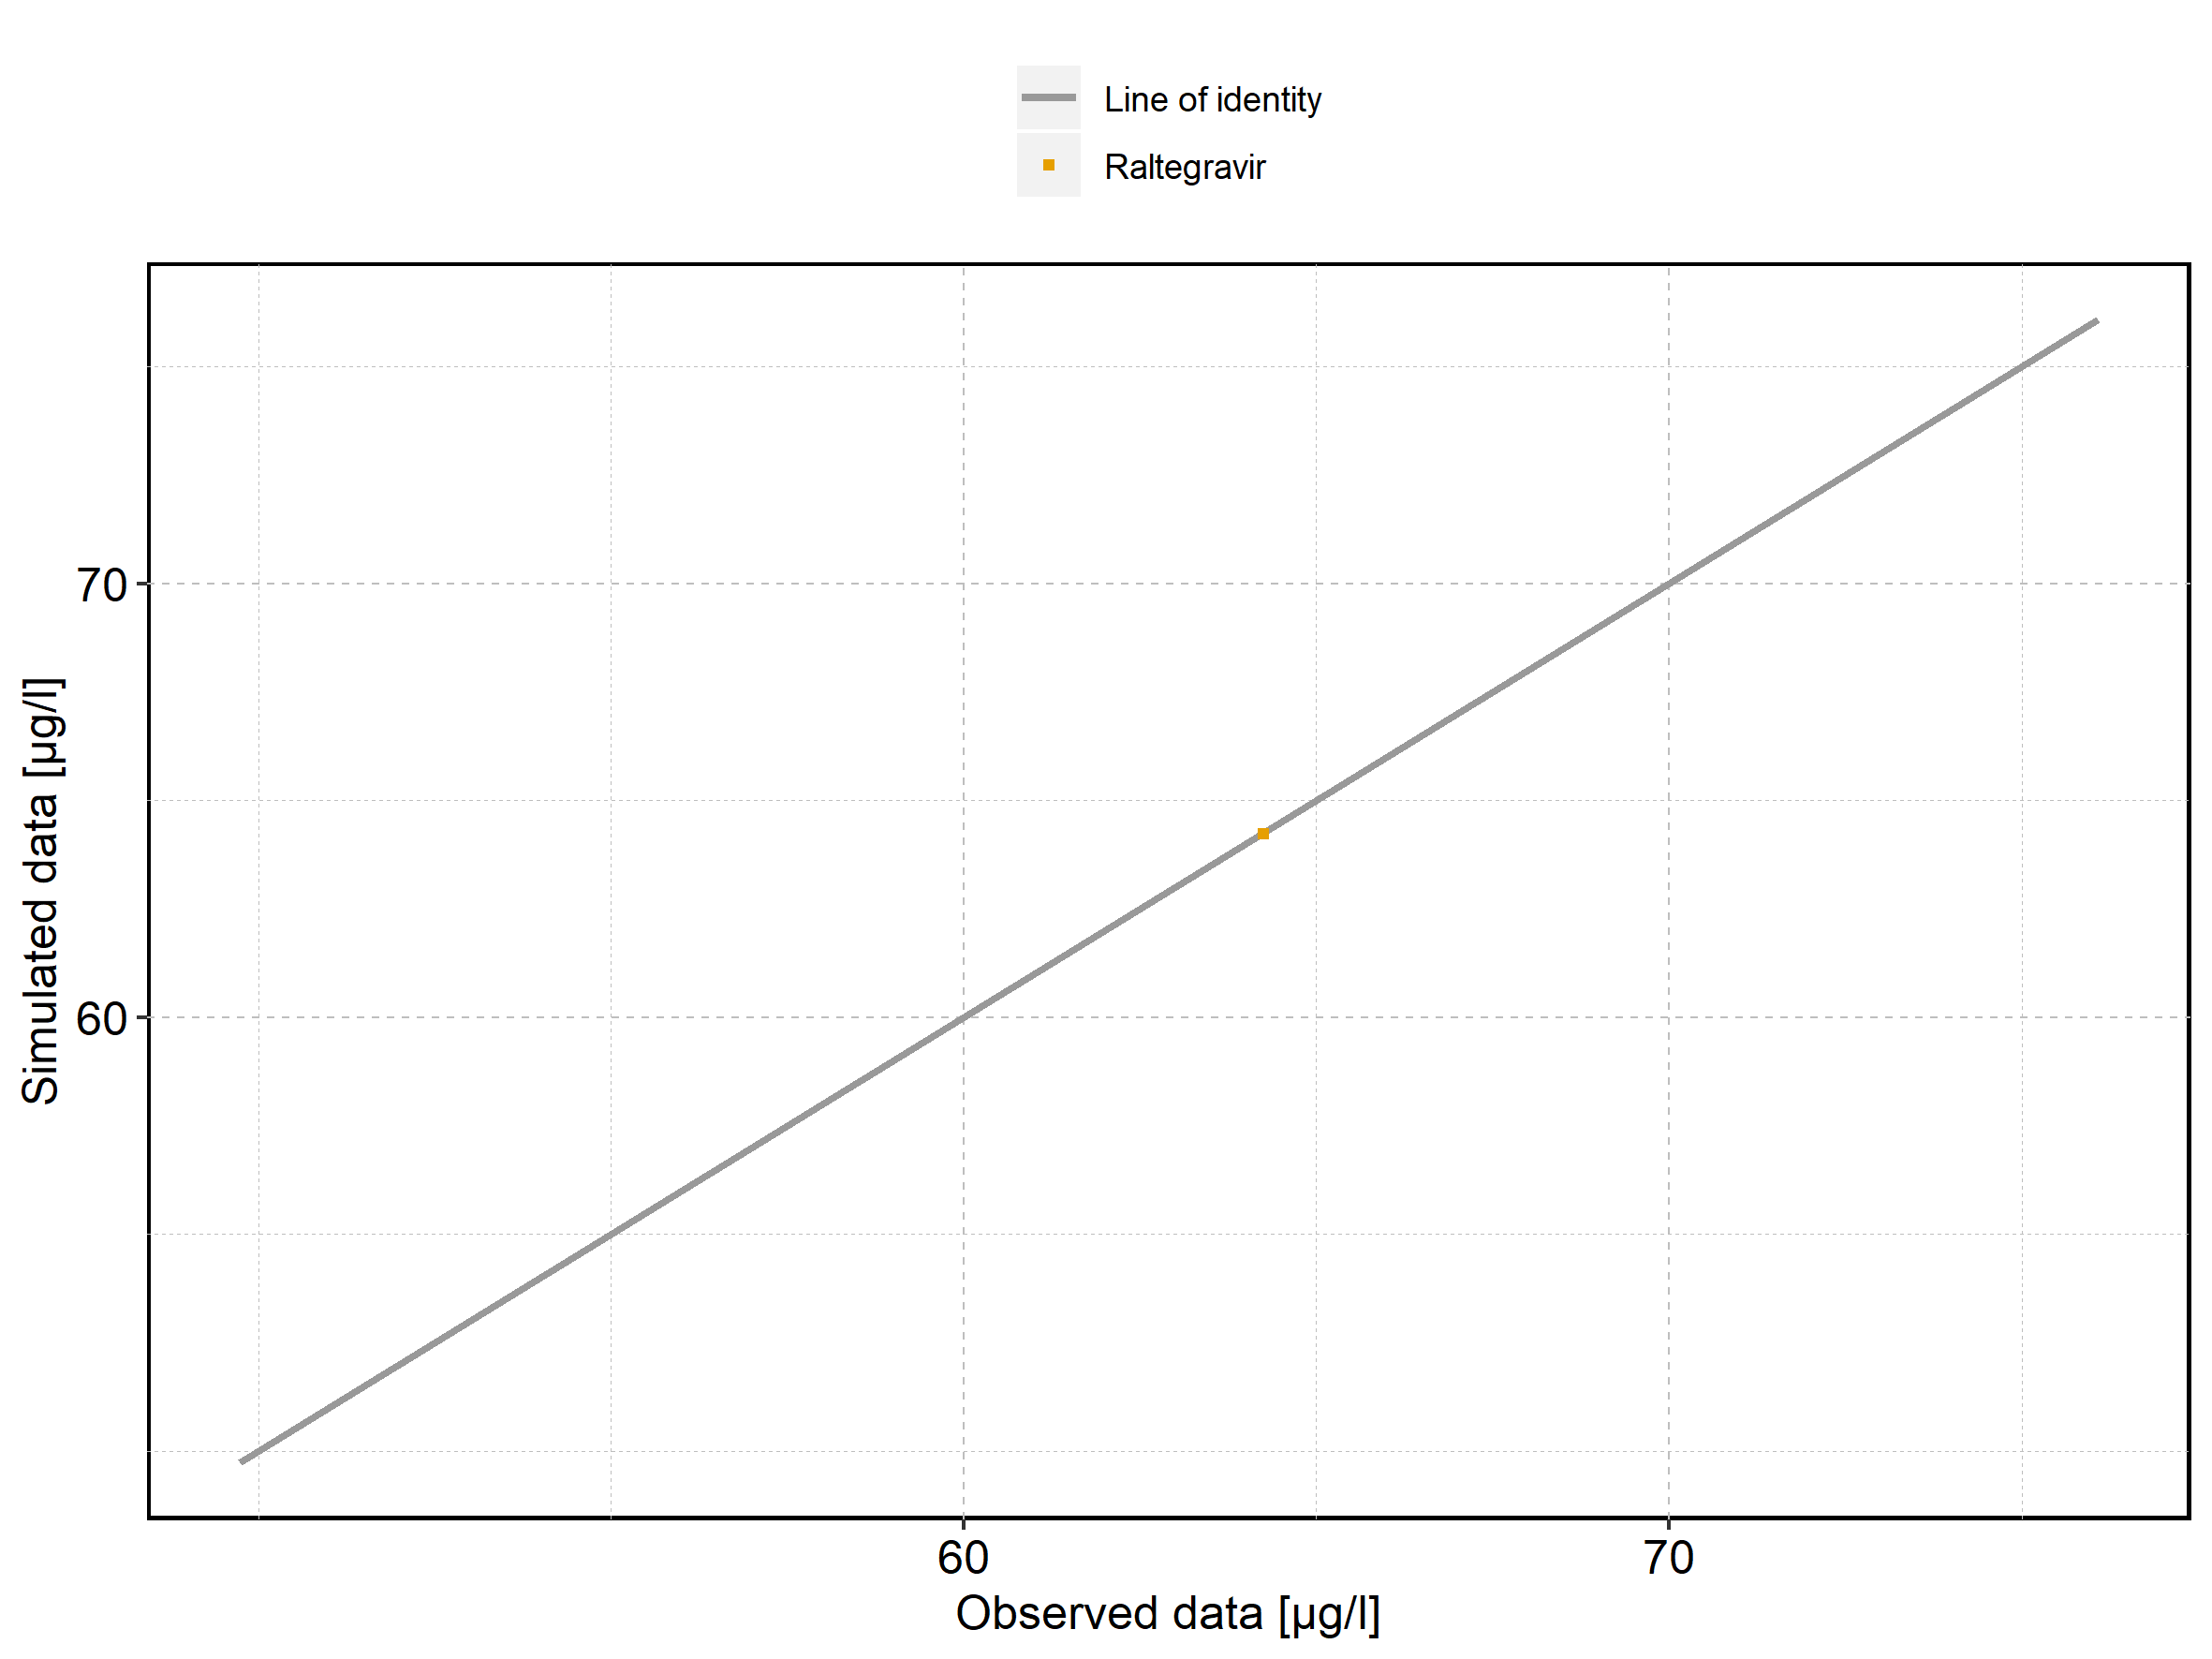 Line of identity
Raltegravir
Simulated data [µg/l]
70
60
60 70
Observed data [µg/l]